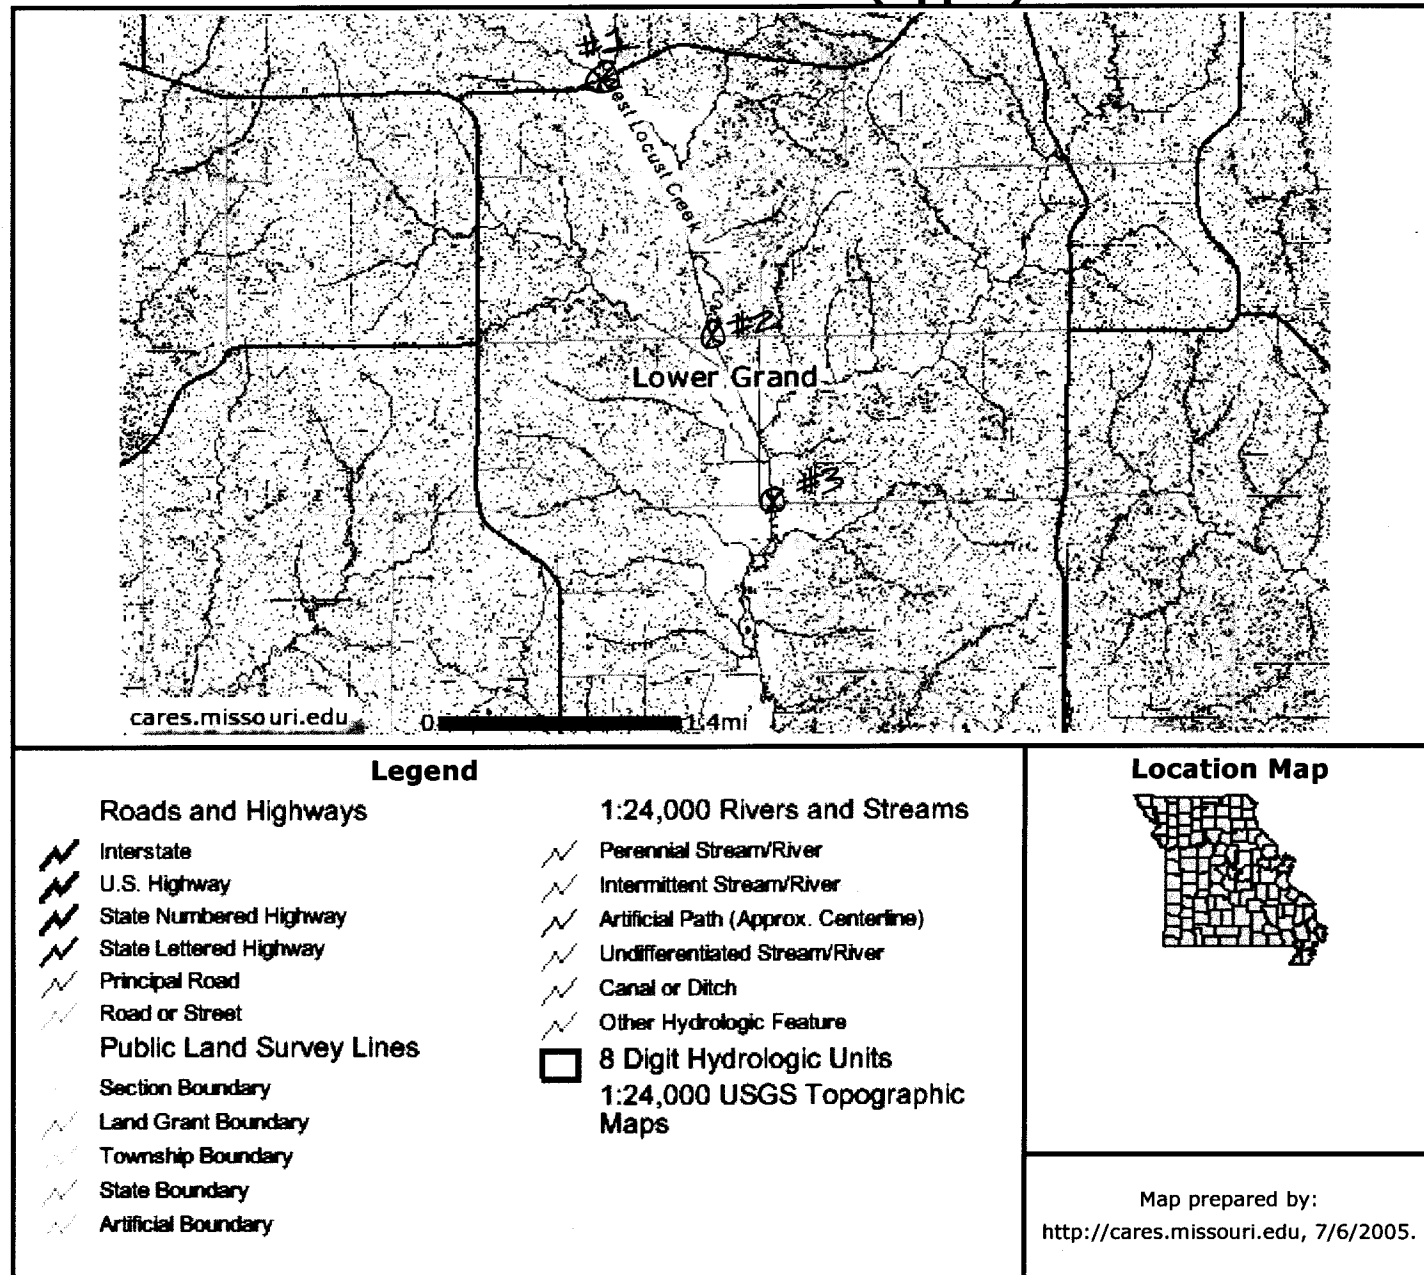 #1
West Locust Creek
#2
Lower Grand
#3
cares.missouri.edu
0 1.4mi
Legend
Roads and Highways
Interstate
U.S. Highway
State Numbered Highway
State Lettered Highway
Principal Road
Road or Street
Public Land Survey Lines
Section Boundary
Land Grant Boundary
Township Boundary
State Boundary
Artificial Boundary
1:24,000 Rivers and Streams
Perennial Stream/River
Intermittent Stream/River
Artificial Path (Approx. Centerline)
Undifferentiated Stream/River
Canal or Ditch
Other Hydrologic Feature
8 Digit Hydrologic Units
1:24,000 USGS Topographic
Maps
Location Map
Map prepared by:
http://cares.missouri.edu, 7/6/2005.